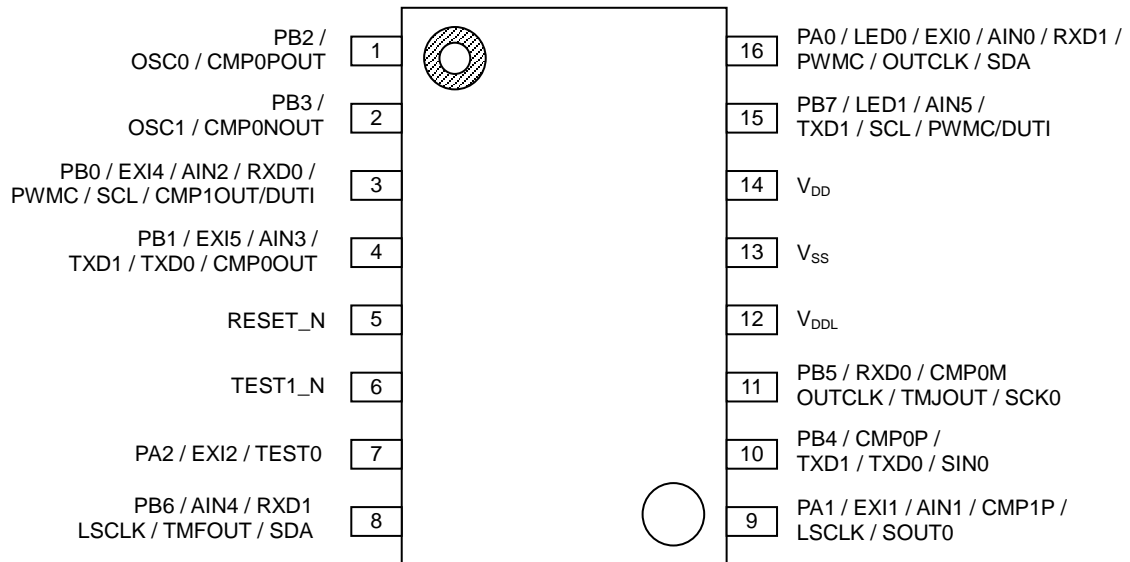 PB2 /
OSC0 / CMP0POUT
1
PB3 /
OSC1 / CMP0NOUT
2
PB0 / EXI4 / AIN2 / RXD0 /
PWMC / SCL / CMP1OUT/DUTI
3
PB1 / EXI5 / AIN3 /
TXD1 / TXD0 / CMP0OUT
4
RESET_N
5
TEST1_N
6
PA2 / EXI2 / TEST0
7
PB6 / AIN4 / RXD1
LSCLK / TMFOUT / SDA
8
16
PA0 / LED0 / EXI0 / AIN0 / RXD1 /
PWMC / OUTCLK / SDA
15
PB7 / LED1 / AIN5 /
TXD1 / SCL / PWMC/DUTI
14
VDD
13
VSS
12
VDDL
11
PB5 / RXD0 / CMP0M
OUTCLK / TMJOUT / SCK0
10
PB4 / CMP0P /
TXD1 / TXD0 / SIN0
9
PA1 / EXI1 / AIN1 / CMP1P /
LSCLK / SOUT0